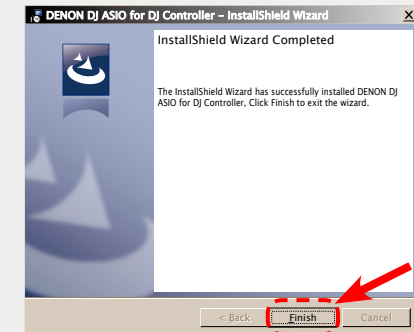 DENON DJ ASIO for DJ Controller – InstallShield Wizard
InstallShield Wizard Completed
The InstallShield Wizard has successfully installed DENON DJ
ASIO for DJ Controller, Click Finish to exit the wizard.
< Back Finish Cancel